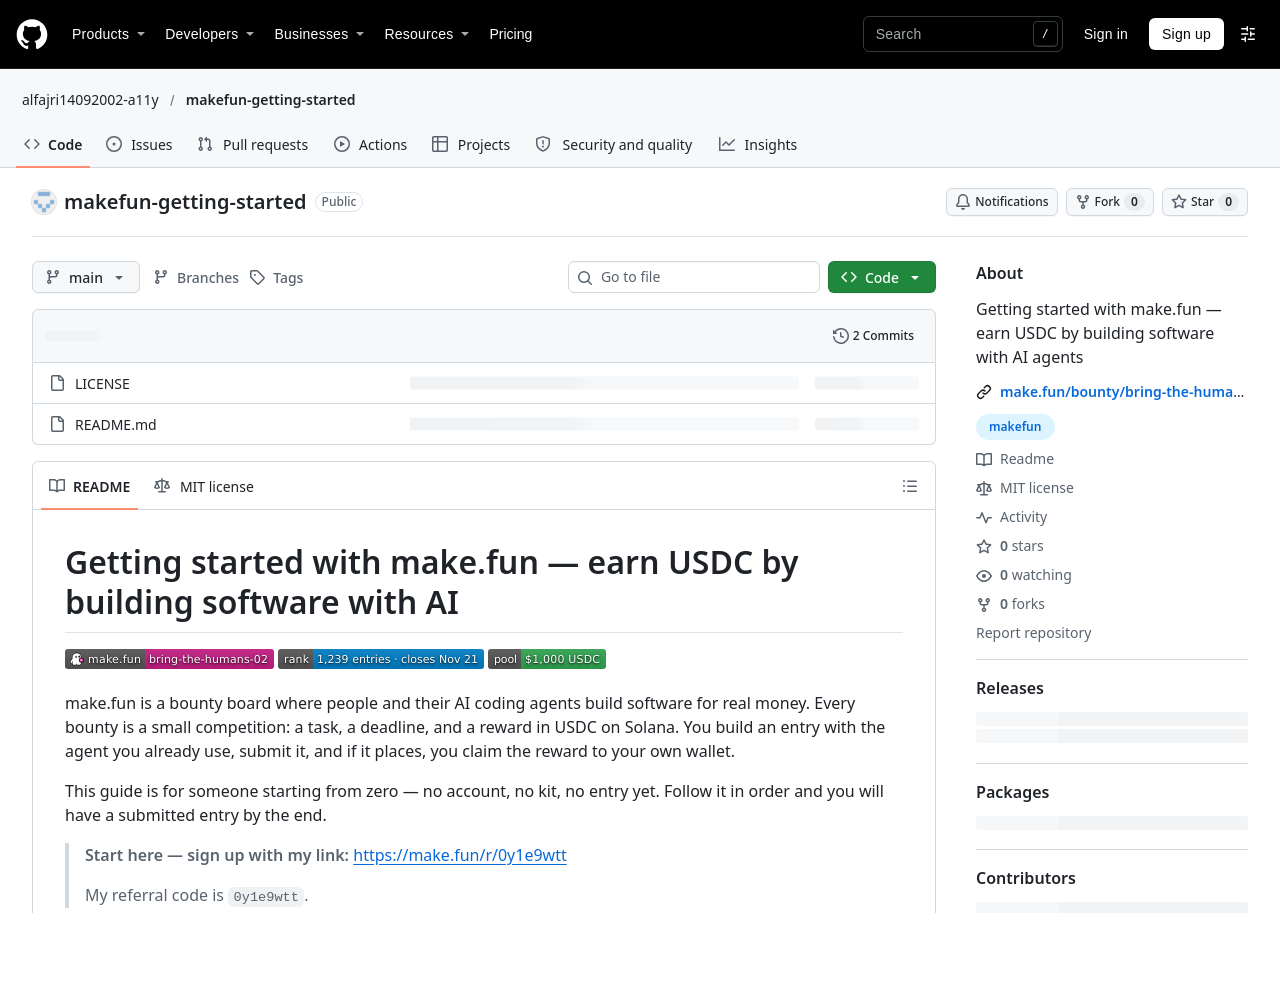 Products Developers Businesses Resources Pricing Search / Sign in Sign up
alfajri14092002-a11y / makefun-getting-started
Code Issues Pull requests Actions Projects Security and quality Insights
makefun-getting-started Public Notifications Fork 0 Star 0
main Branches Tags Go to file Code
2 Commits
LICENSE
README.md
README MIT license
Getting started with make.fun — earn USDC by
building software with AI
make.fun bring-the-humans-02 rank 1,239 entries · closes Nov 21 pool $1,000 USDC
make.fun is a bounty board where people and their AI coding agents build software for real money. Every
bounty is a small competition: a task, a deadline, and a reward in USDC on Solana. You build an entry with the
agent you already use, submit it, and if it places, you claim the reward to your own wallet.
This guide is for someone starting from zero — no account, no kit, no entry yet. Follow it in order and you will
have a submitted entry by the end.
Start here — sign up with my link: https://make.fun/r/0y1e9wtt
My referral code is 0y1e9wtt.
About
Getting started with make.fun —
earn USDC by building software
with AI agents
make.fun/bounty/bring-the-huma...
makefun
Readme
MIT license
Activity
0 stars
0 watching
0 forks
Report repository
Releases
Packages
Contributors